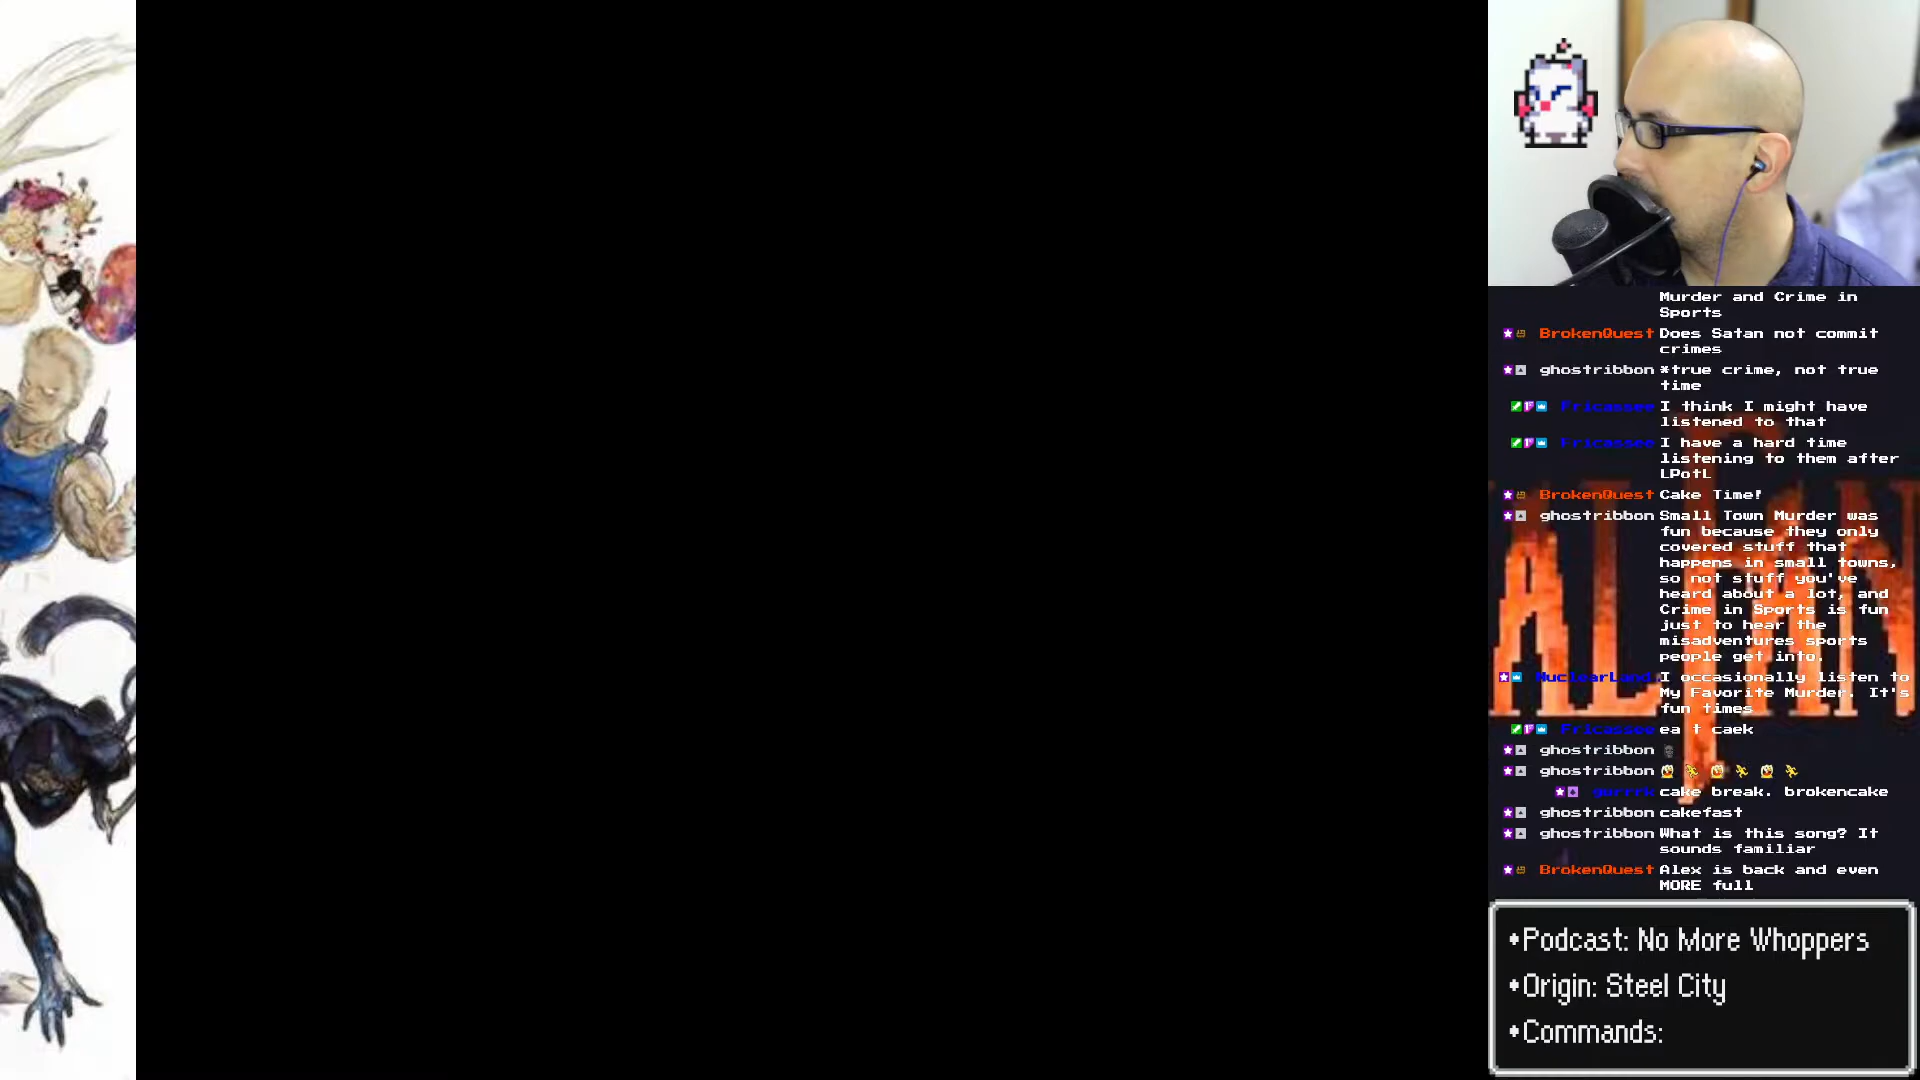 Murder and Crime in
Sports
BrokenQuest Does Satan not commit
crimes
ghostribbon *true crime, not true
time
Fricassee I think I might have
listened to that
Fricassee I have a hard time
listening to them after
LPotL
BrokenQuest Cake Time!
ghostribbon Small Town Murder was
fun because they only
covered stuff that
happens in small towns,
so not stuff you've
heard about a lot, and
Crime in Sports is fun
just to hear the
misadventures sports
people get into.
NuclearLand I occasionally listen to
My Favorite Murder. It's
fun times
Fricassee ea t caek
ghostribbon
ghostribbon
gurrrk cake break. brokencake
ghostribbon cakefast
ghostribbon What is this song? It
sounds familiar
BrokenQuest Alex is back and even
MORE full
•Podcast: No More Whoppers
•Origin: Steel City
•Commands: